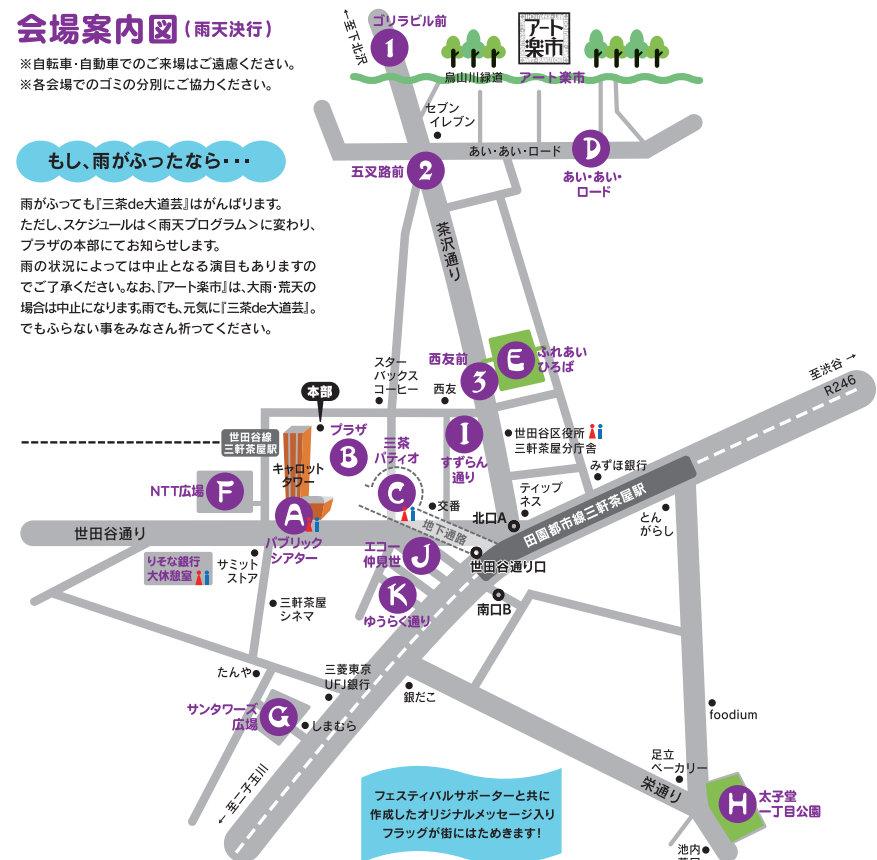 会場案内図(雨天決行)
※自転車・自動車でのご来場はご遠慮ください。
※各会場でのゴミの分別にご協力ください。
もし、雨がふったなら・・・
雨がふっても『三茶de大道芸』はがんばります。
ただし、スケジュールは<雨天プログラム>に変わり、
プラザの本部にてお知らせします。
雨の状況によっては中止となる演目もありますの
でご了承ください。なお、『アート楽市』は、大雨・荒天の
場合は中止になります。雨でも、元気に『三茶de大道芸』。
でもふらない事をみなさん祈ってください。
←至下北沢
ゴリラビル前
1
アート
楽市
烏山川緑道
アート楽市
セブン
イレブン
あい・あい・ロード
D
あい・あい・
ロード
五叉路前
2
茶沢通り
西友前
3
E
ふれあい
ひろば
スター
バックス
コーヒー
西友
至渋谷→
R246
本部
世田谷線
三軒茶屋駅
プラザ
B
キャロット
タワー
三茶
パティオ
C
I
すずらん
通り
世田谷区役所
三軒茶屋分庁舎
みずほ銀行
ティップ
ネス
NTT広場
F
A
パブリック
シアター
交番
北口A
田園都市線三軒茶屋駅
とん
がらし
世田谷通り
地下通路
りそな銀行
大休憩室
サミット
ストア
エコー
仲見世
J
世田谷通り口
K
ゆうらく通り
南口B
三軒茶屋
シネマ
たんや
三菱東京
UFJ銀行
銀だこ
サンタワーズ
広場
G
しまむら
foodium
←至二子玉川
足立
ベーカリー
栄通り
H
太子堂
一丁目公園
フェスティバルサポーターと共に
作成したオリジナルメッセージ入り
フラッグが街にはためきます!
池内